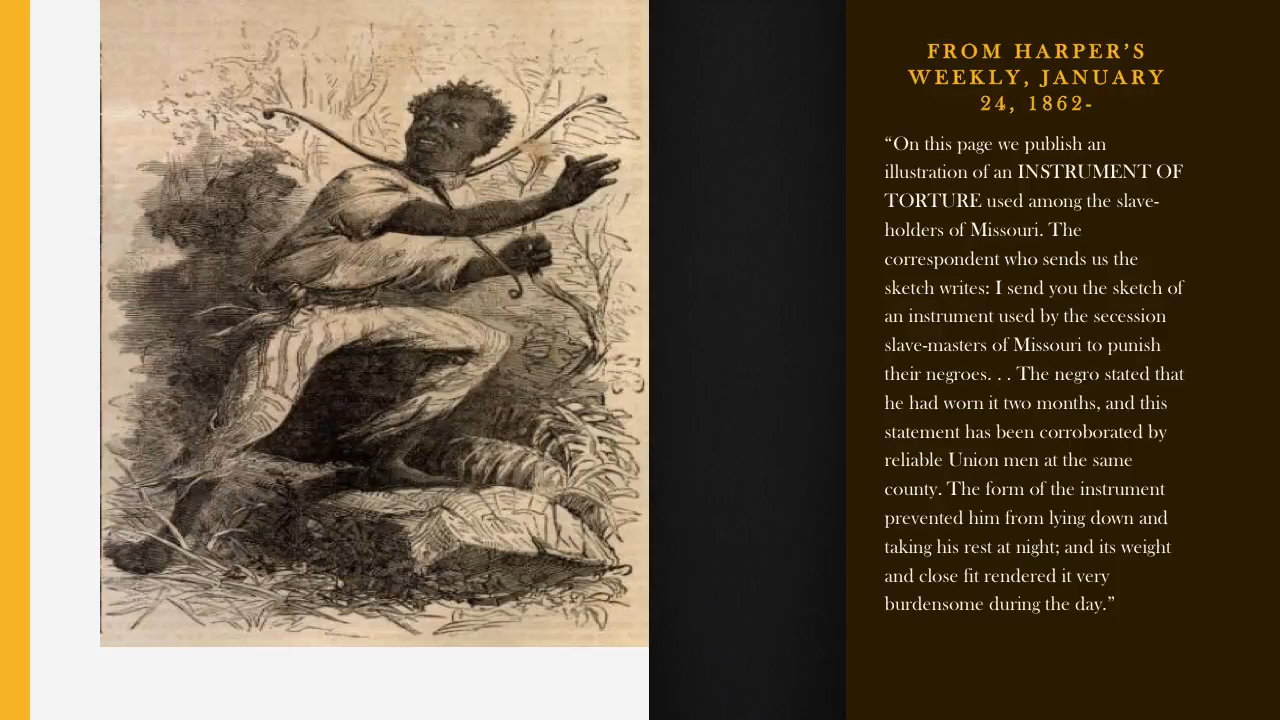 FROM HARPER’S
WEEKLY, JANUARY
24, 1862-
“On this page we publish an
illustration of an INSTRUMENT OF
TORTURE used among the slave-
holders of Missouri. The
correspondent who sends us the
sketch writes: I send you the sketch of
an instrument used by the secession
slave-masters of Missouri to punish
their negroes. . . The negro stated that
he had worn it two months, and this
statement has been corroborated by
reliable Union men at the same
county. The form of the instrument
prevented him from lying down and
taking his rest at night; and its weight
and close fit rendered it very
burdensome during the day.”